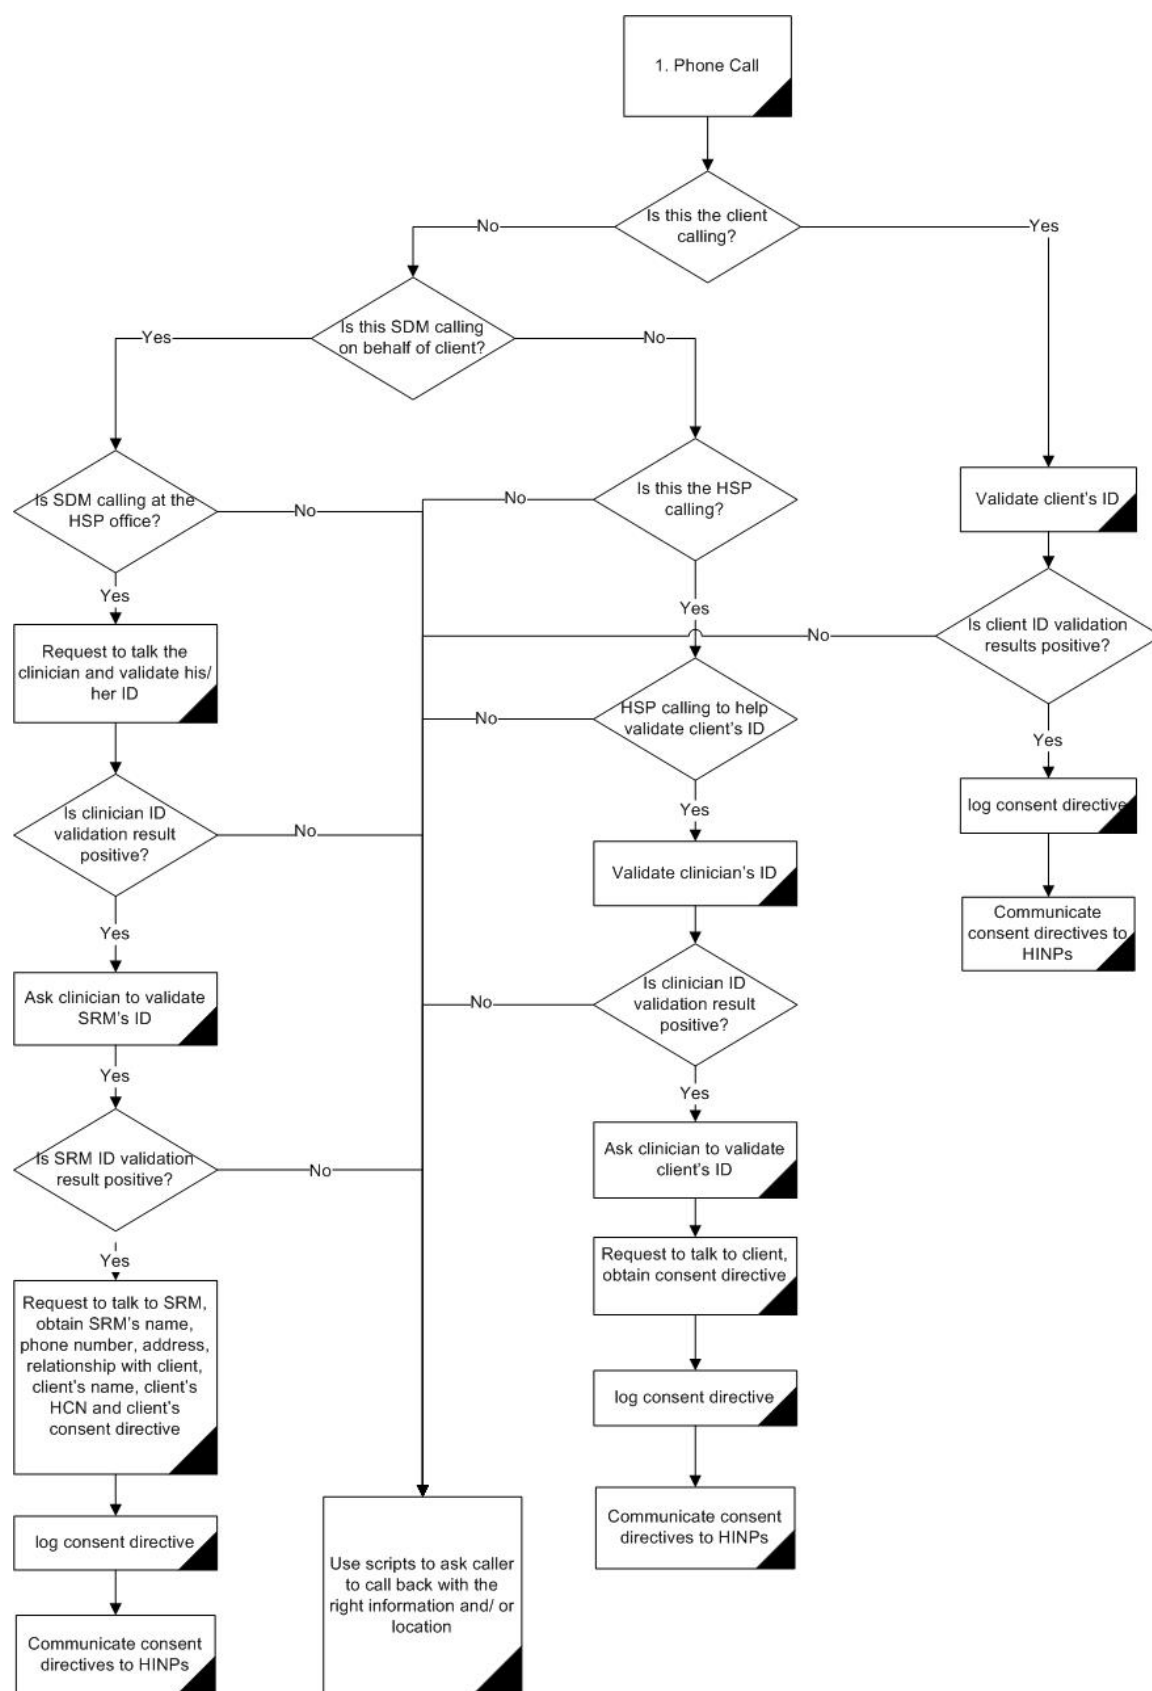 1. Phone Call
Is this the client
calling?
No
Yes
Is this SDM calling
on behalf of client?
Yes
No
Is SDM calling at the
HSP office?
No
Is this the HSP
calling?
No
Validate client's ID
Yes
Yes
Is client ID validation
results positive?
No
Request to talk the
clinician and validate his/
her ID
HSP calling to help
validate client's ID
No
Yes
Is clinician ID
validation result
positive?
No
Yes
log consent directive
Validate clinician's ID
Yes
Communicate
consent directives to
HINPs
Ask clinician to validate
SRM's ID
Is clinician ID
validation result
positive?
No
Yes
Yes
Is SRM ID validation
result positive?
No
Ask clinician to validate
client's ID
Yes
Request to talk to client,
obtain consent directive
Request to talk to SRM,
obtain SRM's name,
phone number, address,
relationship with client,
client's name, client's
HCN and client's
consent directive
log consent directive
log consent directive
Communicate consent
directives to HINPs
Use scripts to ask caller
to call back with the
right information and/ or
location
Communicate consent
directives to HINPs